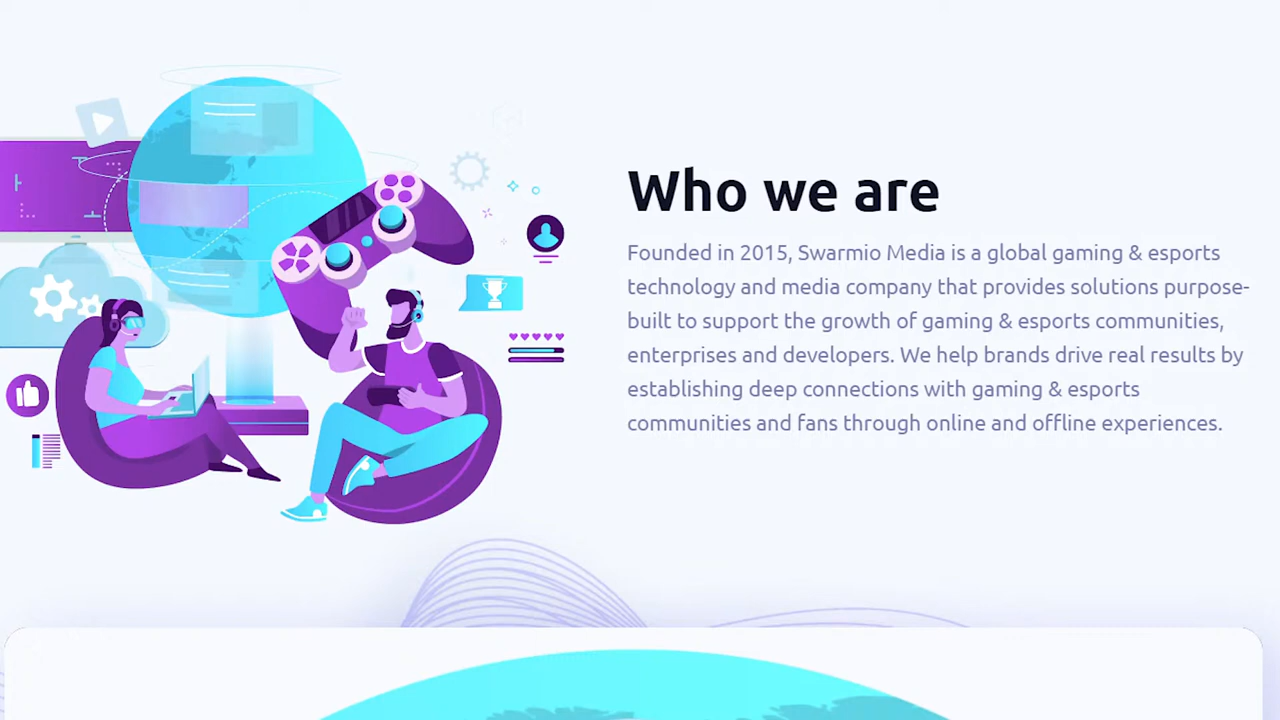 Who we are
Founded in 2015, Swarmio Media is a global gaming & esports
technology and media company that provides solutions purpose-
built to support the growth of gaming & esports communities,
enterprises and developers. We help brands drive real results by
establishing deep connections with gaming & esports
communities and fans through online and offline experiences.